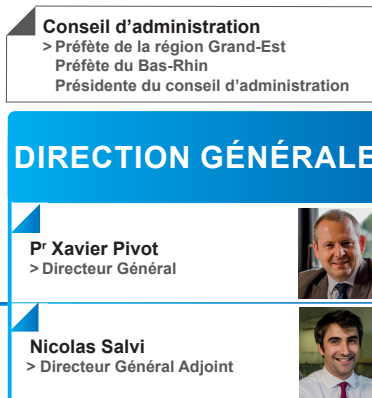 Conseil d'administration
> Préfète de la région Grand-Est
Préfète du Bas-Rhin
Présidente du conseil d'administration
DIRECTION GÉNÉRALE
Pr Xavier Pivot
> Directeur Général
Nicolas Salvi
> Directeur Général Adjoint